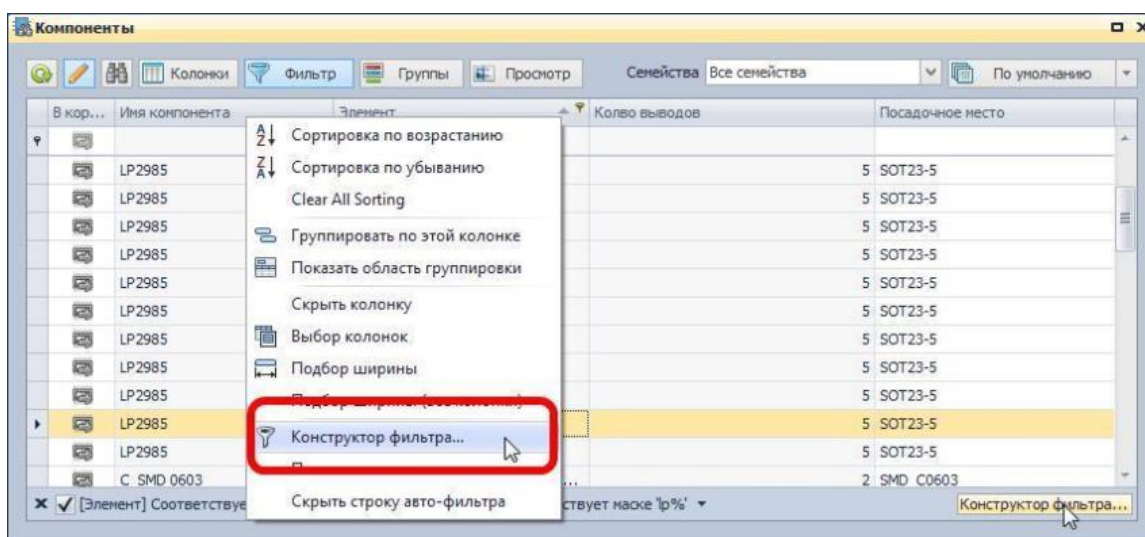 Компоненты
Колонки Фильтр Группы Просмотр Семейства Все семейства По умолчанию
В кор... Имя компонента Элемент Колво выводов Посадочное место
LP2985 5 SOT23-5
LP2985 5 SOT23-5
LP2985 5 SOT23-5
LP2985 5 SOT23-5
LP2985 5 SOT23-5
LP2985 5 SOT23-5
LP2985 5 SOT23-5
LP2985 5 SOT23-5
LP2985 5 SOT23-5
LP2985 5 SOT23-5
LP2985 5 SOT23-5
C_SMD 0603 ... 2 SMD_C0603
Сортировка по возрастанию
Сортировка по убыванию
Clear All Sorting
Группировать по этой колонке
Показать область группировки
Скрыть колонку
Выбор колонок
Подбор ширины
Конструктор фильтра...
Скрыть строку авто-фильтра
[Элемент] Соответствуе ствует маске 'lp%' Конструктор фильтра...